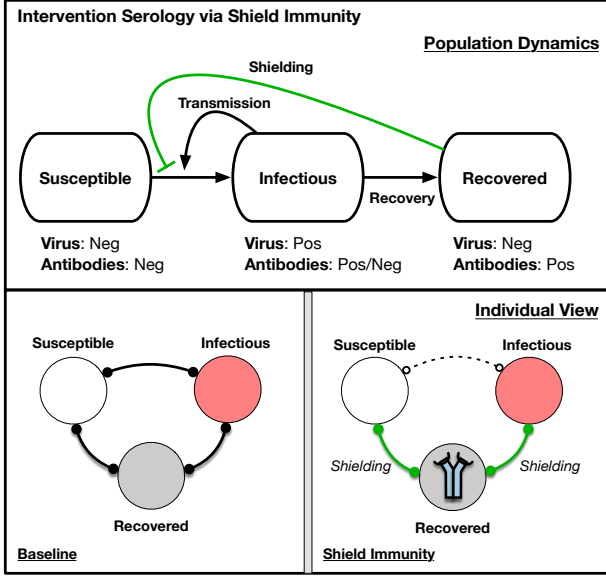 Intervention Serology via Shield Immunity
Population Dynamics
Shielding
Transmission
Susceptible
Infectious
Recovered
Recovery
Virus: Neg
Antibodies: Neg
Virus: Pos
Antibodies: Pos/Neg
Virus: Neg
Antibodies: Pos
Susceptible
Infectious
Recovered
Baseline
Individual View
Susceptible
Infectious
Shielding
Shielding
Recovered
Shield Immunity